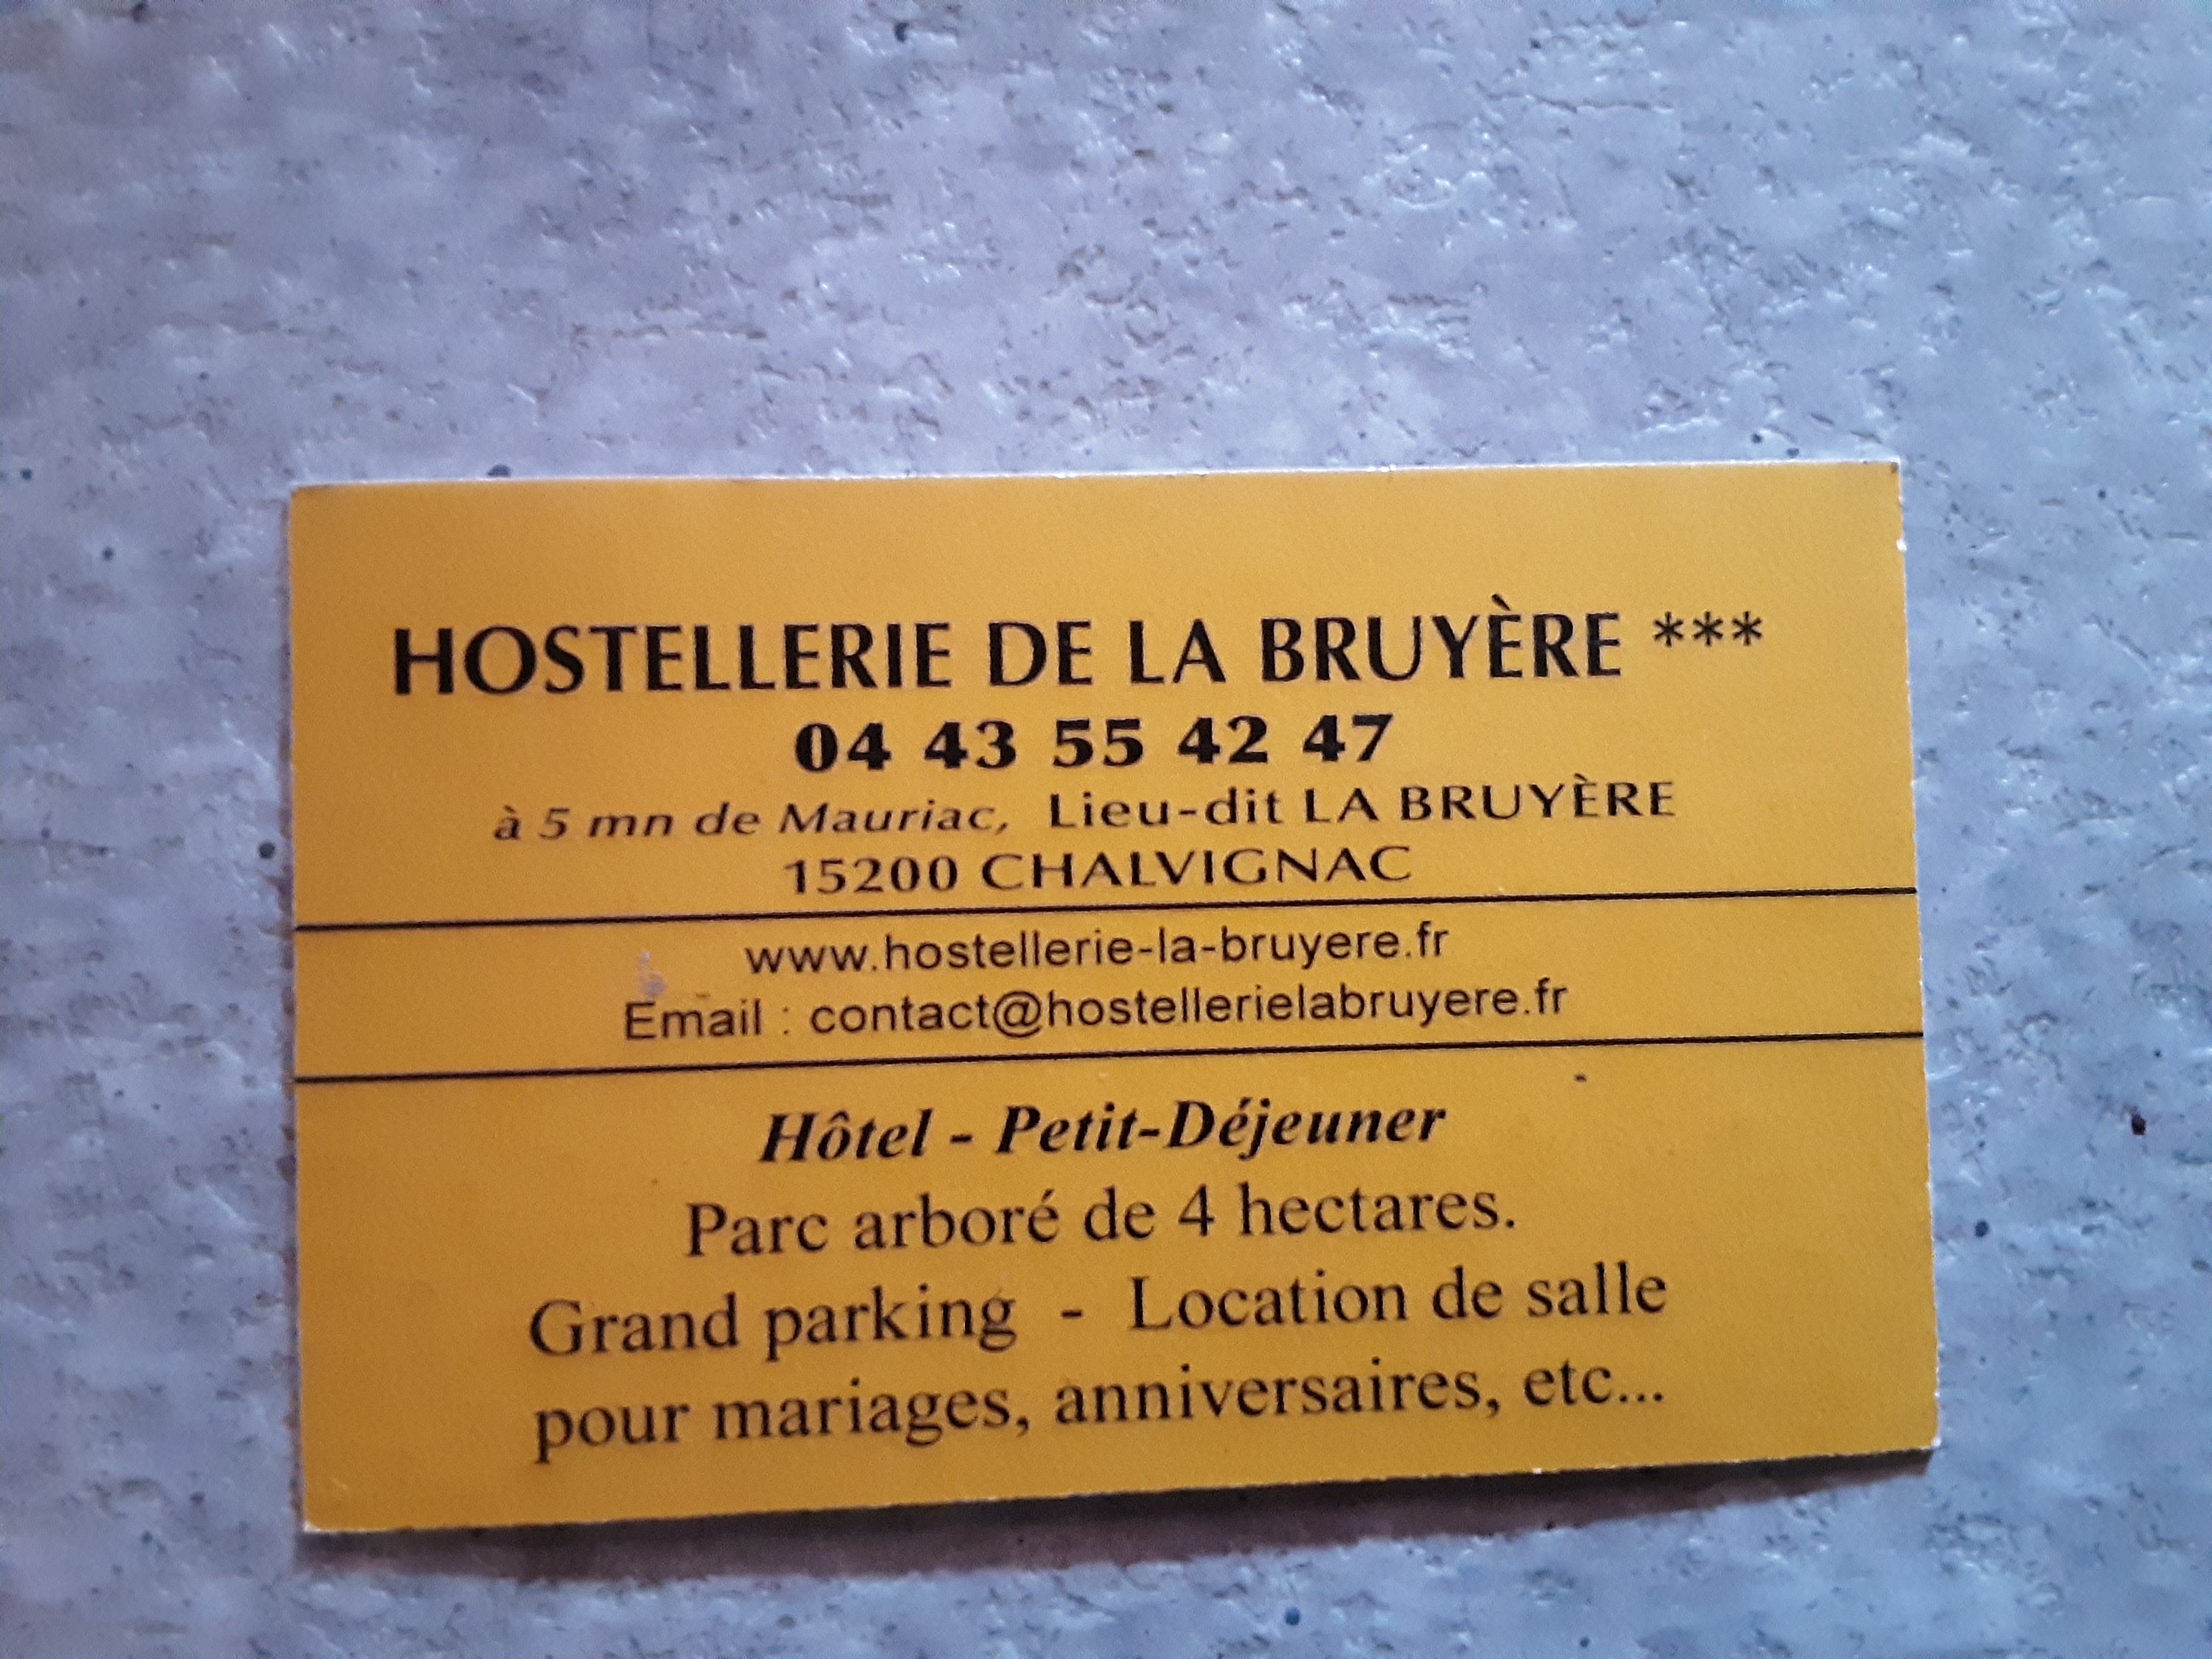 HOSTELLERIE DE LA BRUYÈRE ***
04 43 55 42 47
à 5 mn de Mauriac, Lieu-dit LA BRUYÈRE
15200 CHALVIGNAC
www.hostellerie-la-bruyere.fr
Email : contact@hostellerielabruyere.fr
Hôtel - Petit-Déjeuner
Parc arboré de 4 hectares.
Grand parking - Location de salle
pour mariages, anniversaires, etc...